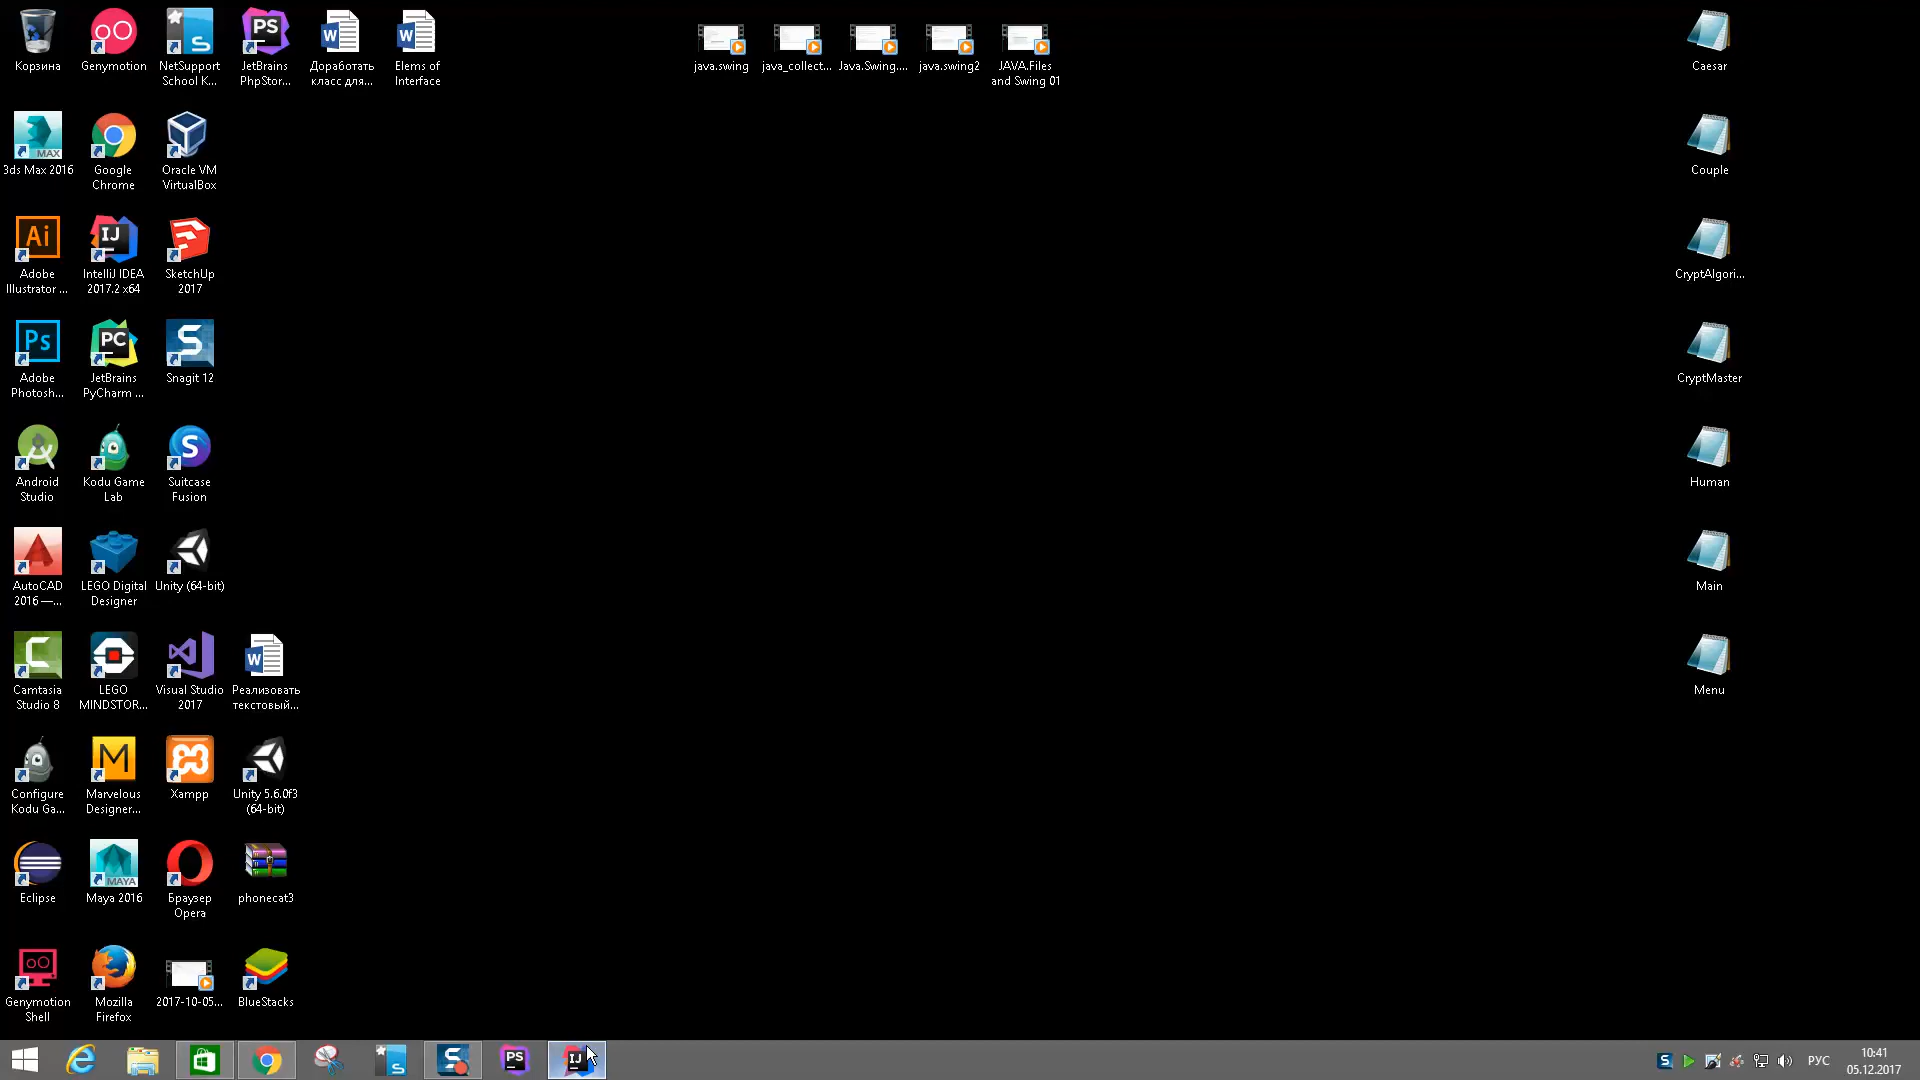 Корзина
Genymotion
NetSupport
School K...
JetBrains
PhpStor...
Доработать
класс для...
Elems of
Interface
java.swing
java_collect...
Java.Swing....
java.swing2
JAVA.Files
and Swing 01
Caesar
3ds Max 2016
Google
Chrome
Oracle VM
VirtualBox
Couple
Adobe
Illustrator ...
IntelliJ IDEA
2017.2 x64
SketchUp
2017
CryptAlgori...
Adobe
Photosh...
JetBrains
PyCharm ...
Snagit 12
CryptMaster
Android
Studio
Kodu Game
Lab
Suitcase
Fusion
Human
AutoCAD
2016 —...
LEGO Digital
Designer
Unity (64-bit)
Main
Camtasia
Studio 8
LEGO
MINDSTOR...
Visual Studio
2017
Реализовать
текстовый...
Menu
Configure
Kodu Ga...
Marvelous
Designer...
Xampp
Unity 5.6.0f3
(64-bit)
Eclipse
Maya 2016
Браузер
Opera
phonecat3
Genymotion
Shell
Mozilla
Firefox
2017-10-05...
BlueStacks
РУС
10:41
05.12.2017